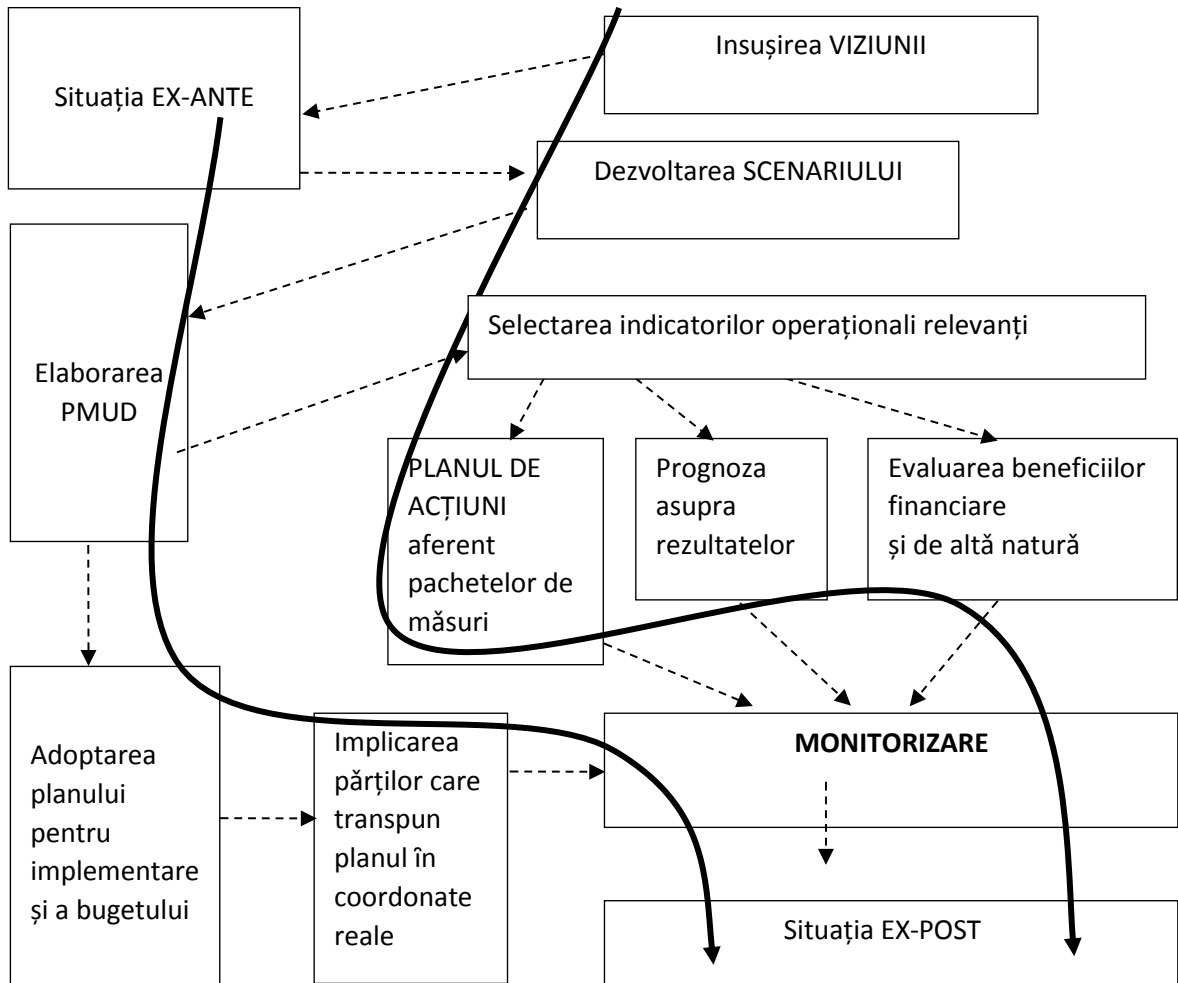 Insușirea VIZIUNII
Situația EX-ANTE
Dezvoltarea SCENARIULUI
Selectarea indicatorilor operaționali relevanți
Elaborarea
PMUD
PLANUL DE
ACȚIUNI
aferent
pachetelor de
măsuri
Prognoza
asupra
rezultatelor
Evaluarea beneficiilor
financiare
și de altă natură
Adoptarea
planului
pentru
implementare
și a bugetului
Implicarea
părților care
transpun
planul în
coordonate
reale
MONITORIZARE
Situația EX-POST